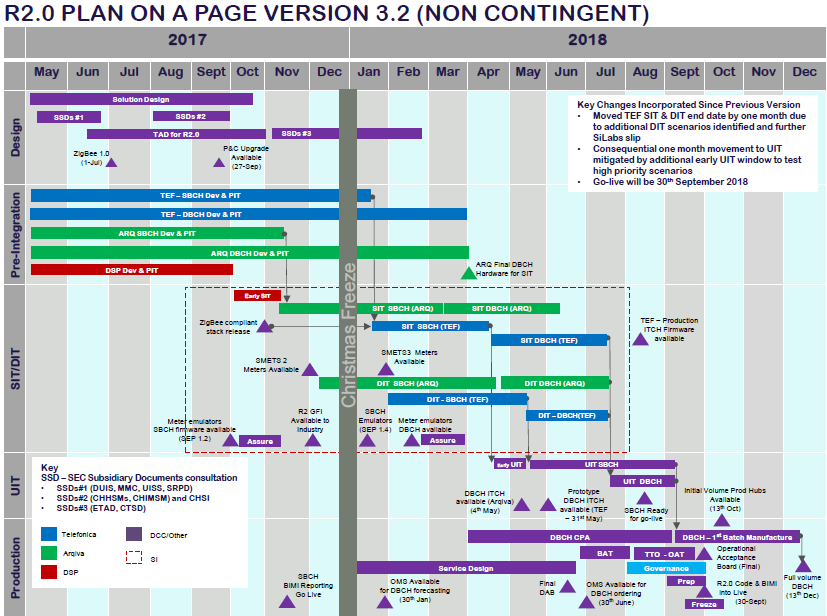 R2.0 PLAN ON A PAGE VERSION 3.2 (NON CONTINGENT)
2017
2018
May Jun Jul Aug Sept Oct Nov Dec Jan Feb Mar Apr May Jun Jul Aug Sept Oct Nov Dec
Design
Solution Design
SSDs #1
SSDs #2
TAD for R2.0
SSDs #3
ZigBee 1.0
(1-Jul)
P&C Upgrade
Available
(27-Sep)
Key Changes Incorporated Since Previous Version
• Moved TEF SIT & DIT end date by one month due
to additional DIT scenarios identified and further
SiLabs slip
• Consequential one month movement to UIT
mitigated by additional early UIT window to test
high priority scenarios
• Go-live will be 30th September 2018
Pre-Integration
TEF – SBCH Dev & PIT
TEF – DBCH Dev & PIT
ARQ SBCH Dev & PIT
ARQ DBCH Dev & PIT
DSP Dev & PIT
ARQ Final DBCH
Hardware for SIT
Christmas Freeze
SIT/DIT
Early SIT
SIT SBCH (ARQ)
SIT DBCH (ARQ)
ZigBee compliant
stack release
SIT SBCH (TEF)
SIT DBCH (TEF)
TEF – Production
ITCH Firmware
available
SMETS 2
Meters Available
SMETS3 Meters
Available
DIT SBCH (ARQ)
DIT DBCH (ARQ)
DIT - SBCH (TEF)
DIT – DBCH(TEF)
Meter emulators
SBCH firmware available
(SEP 1.2)
Assure
R2 GFI
Available to
Industry
SBCH
Emulators
(SEP 1.4)
Meter emulators
DBCH available
Assure
UIT
Early UIT
UIT SBCH
UIT DBCH
DBCH ITCH
available (Arqiva)
(4th May)
Prototype
DBCH ITCH
available (TEF
– 31st May)
SBCH Ready
for go-live
Initial Volume Prod Hubs
Available
(13th Oct)
Key
SSD – SEC Subsidiary Documents consultation
• SSDs#1 (DUIS, MMC, UISS, SRPD)
• SSDs#2 (CHHSMs, CHIMSM) and CHSI
• SSDs#3 (ETAD, CTSD)
Telefonica
DCC/Other
Arqiva
SI
DSP
Production
DBCH CPA
DBCH – 1st Batch Manufacture
BAT
TTO - OAT
Operational
Acceptance
Board (Final)
Service Design
Governance
Prep
Freeze
SBCH
BIMI Reporting
Go Live
OMS Available
for DBCH forecasting
(30th Jan)
Final
DAB
OMS Available for
DBCH ordering
(30th June)
R2.0 Code & BIMI
into Live
(30-Sep)
Full volume
DBCH
(13th Dec)